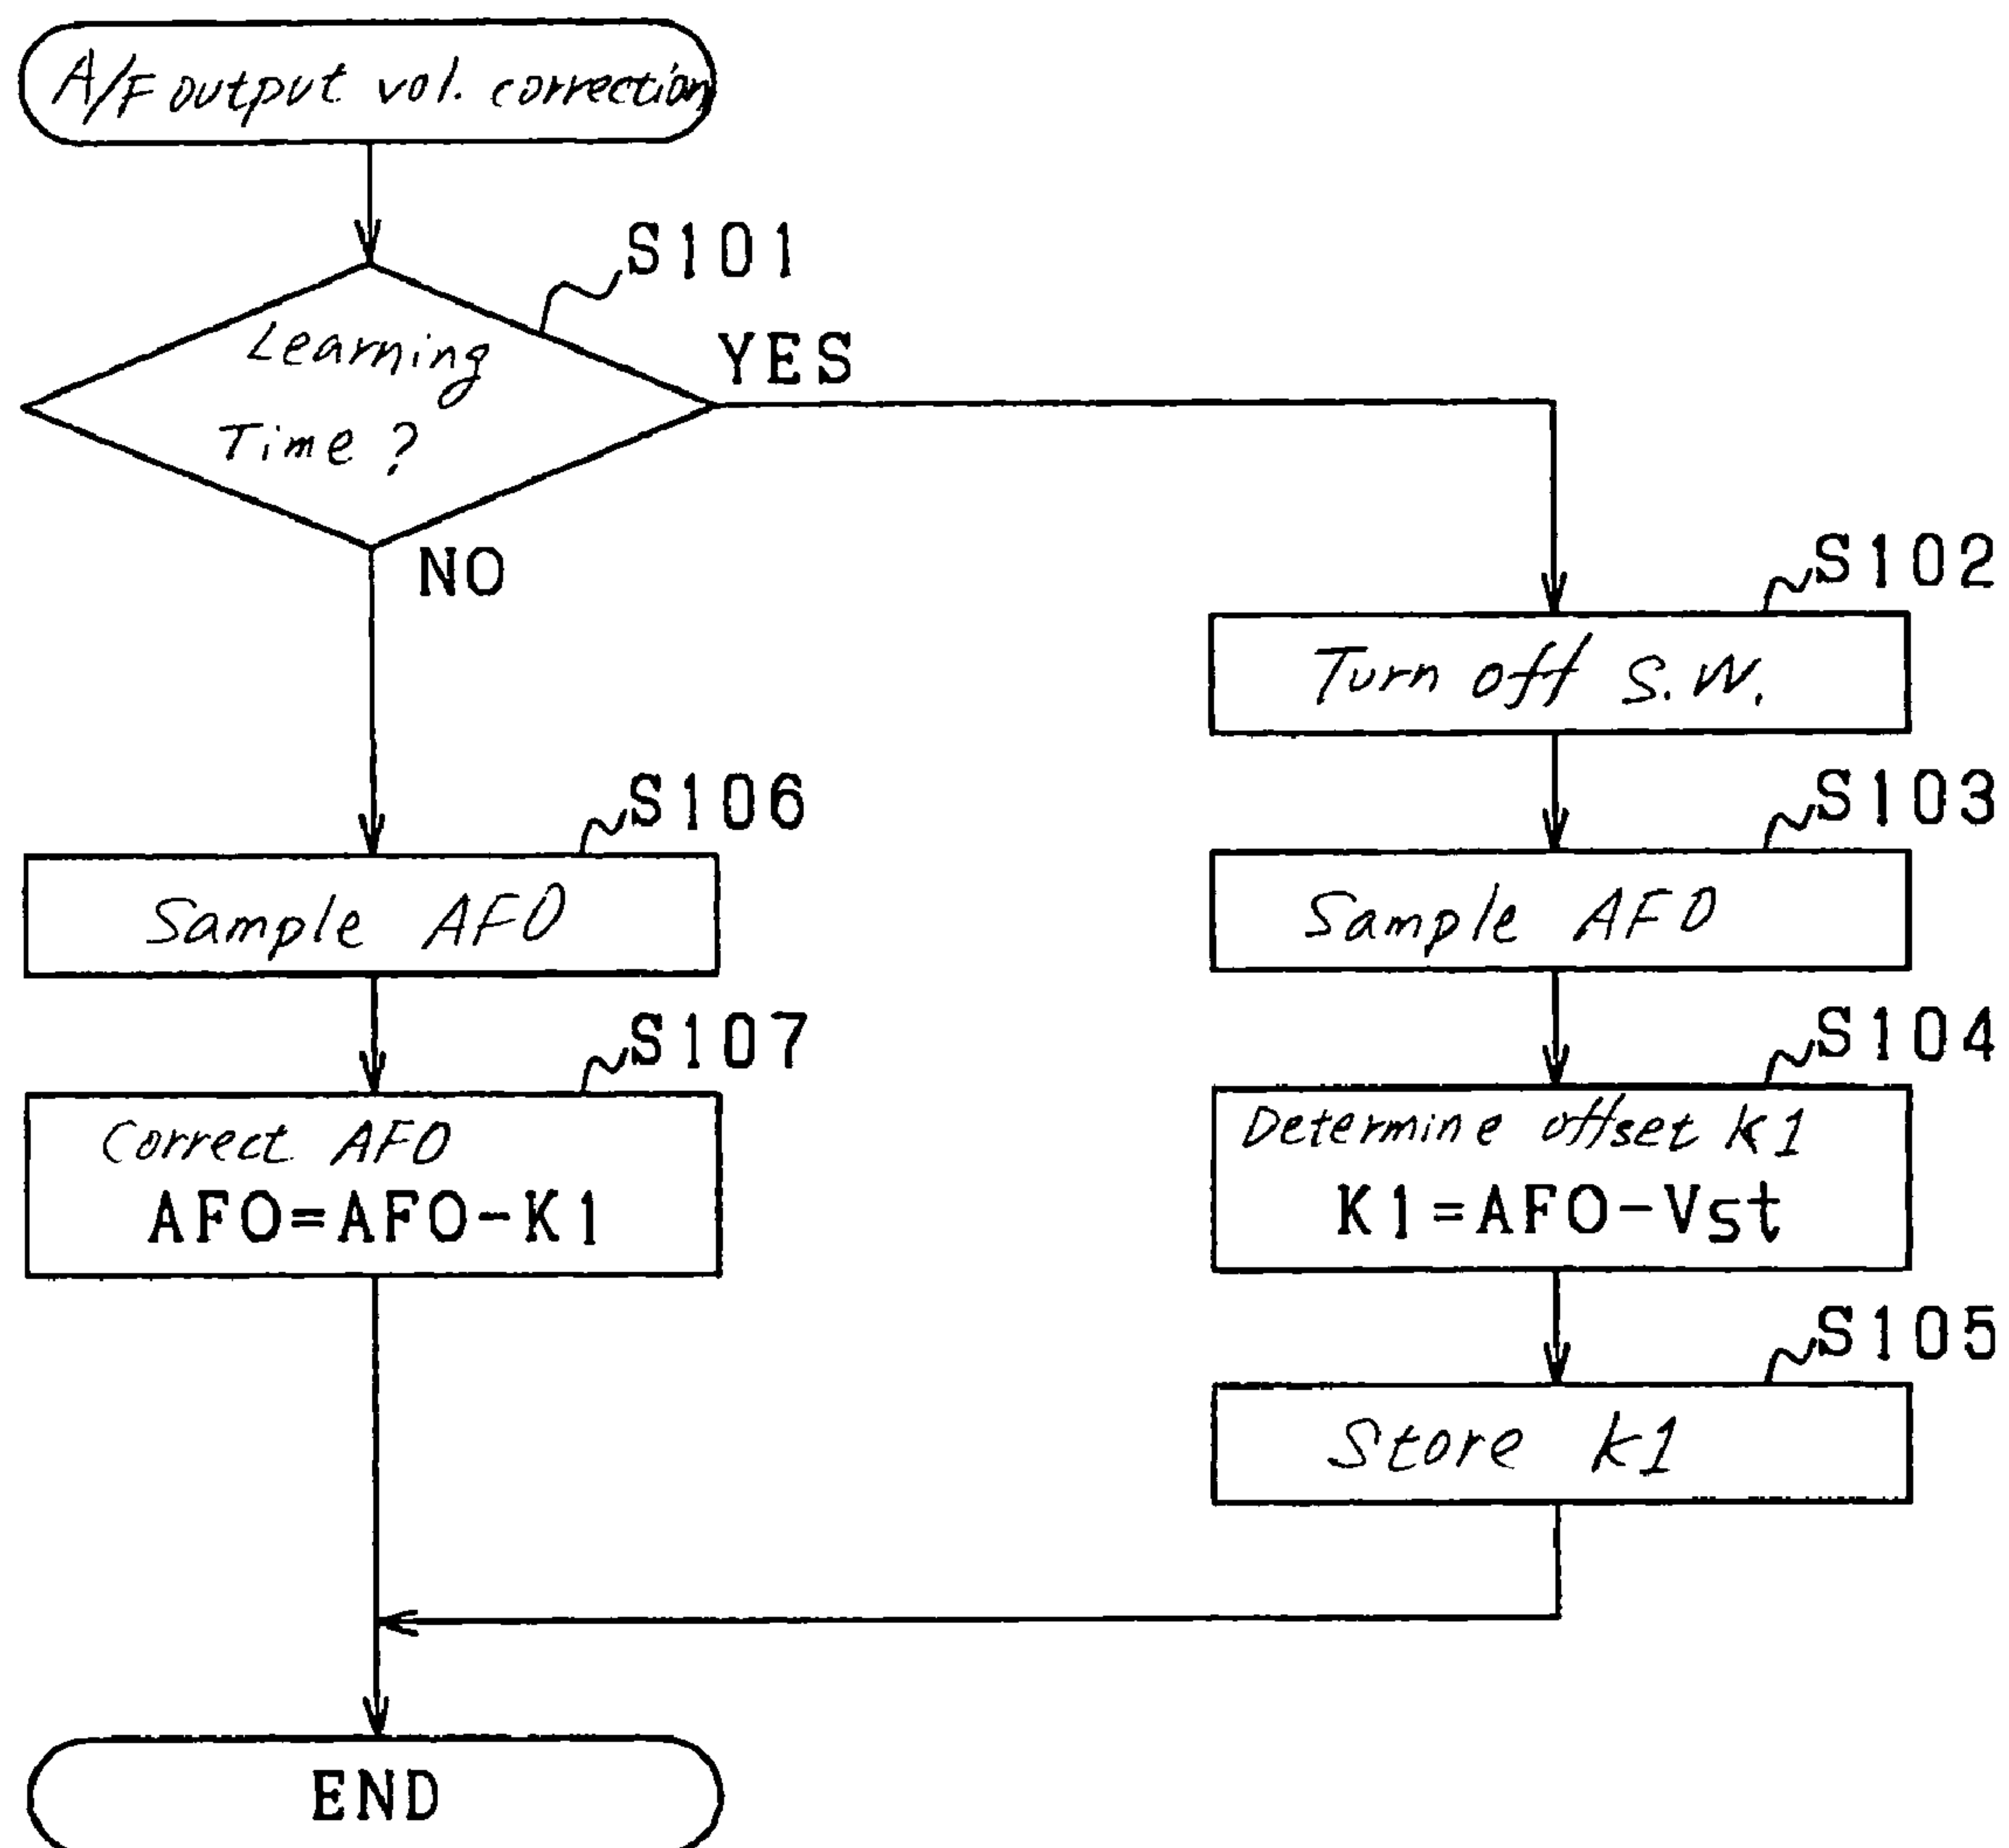 A/F output vol. correction
S101
Learning
Time ?
YES
NO
S102
Turn off S.W.
S103
Sample AFO
S104
Determine offset K1
K1=AFO-Vst
S105
Store K1
S106
Sample AFO
S107
Correct AFO
AFO=AFO-K1
END